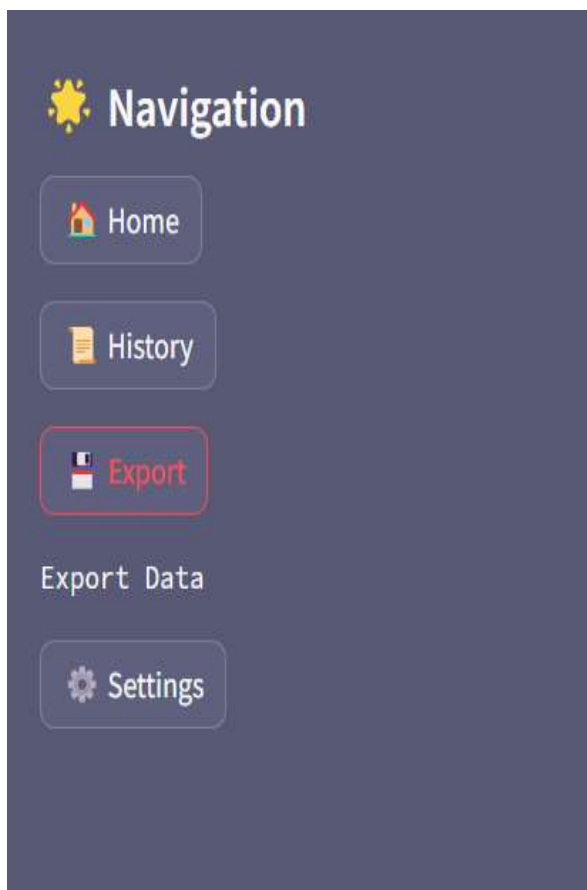 Navigation
Home
History
Export
Export Data
Settings